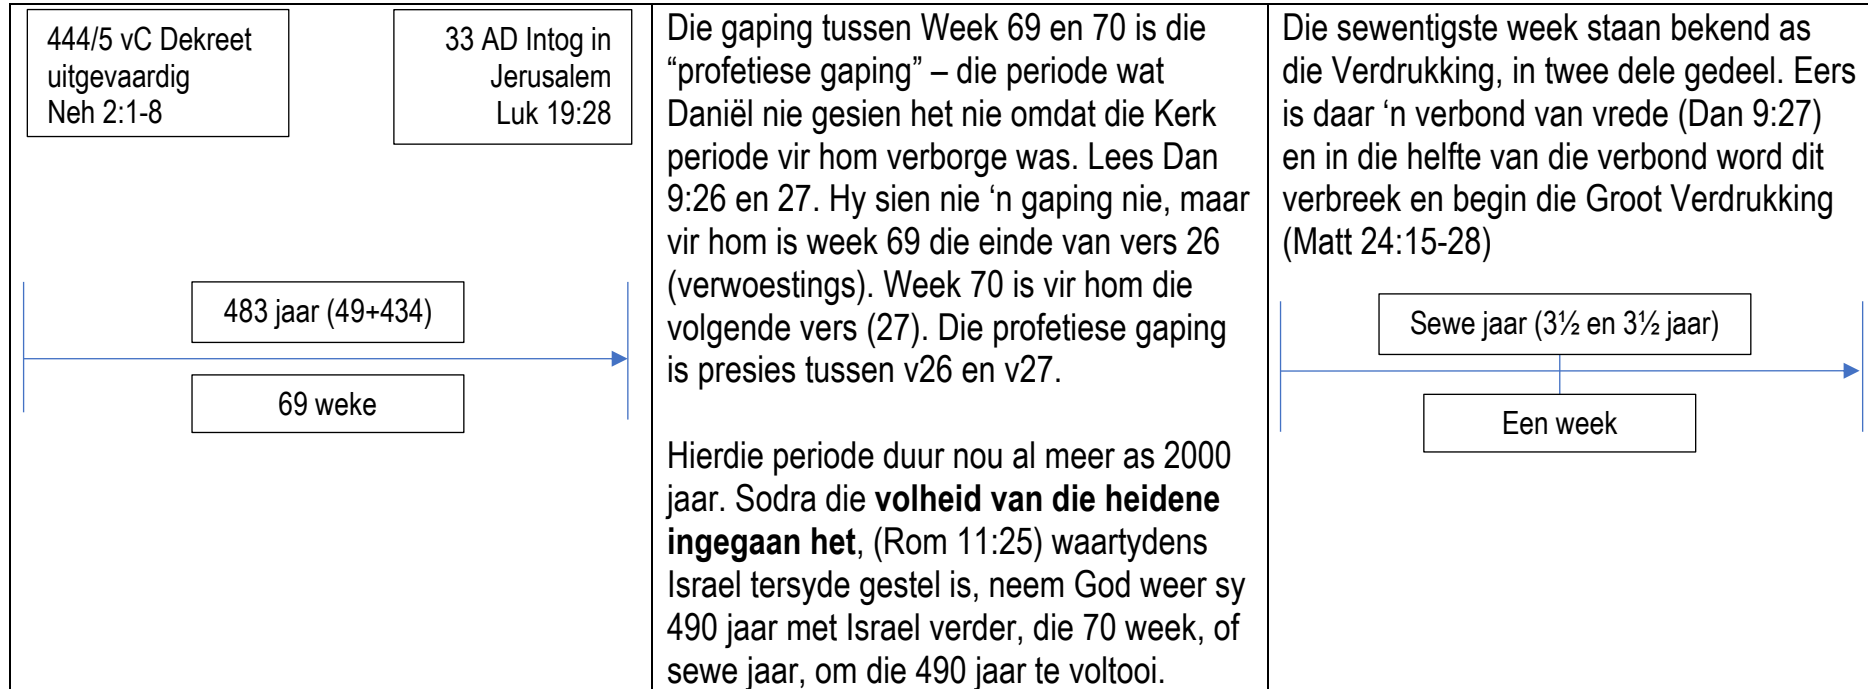 444/5 vC Dekreet
uitgevaardig
Neh 2:1-8
33 AD Intog in
Jerusalem
Luk 19:28
483 jaar (49+434)
69 weke
Die gaping tussen Week 69 en 70 is die
“profetiese gaping” – die periode wat
Daniël nie gesien het nie omdat die Kerk
periode vir hom verborge was. Lees Dan
9:26 en 27. Hy sien nie ‘n gaping nie, maar
vir hom is week 69 die einde van vers 26
(verwoestings). Week 70 is vir hom die
volgende vers (27). Die profetiese gaping
is presies tussen v26 en v27.
Hierdie periode duur nou al meer as 2000
jaar. Sodra die volheid van die heidene
ingegaan het, (Rom 11:25) waartydens
Israel tersyde gestel is, neem God weer sy
490 jaar met Israel verder, die 70 week, of
sewe jaar, om die 490 jaar te voltooi.
Die sewentigste week staan bekend as
die Verdrukking, in twee dele gedeel. Eers
is daar ‘n verbond van vrede (Dan 9:27)
en in die helfte van die verbond word dit
verbreek en begin die Groot Verdrukking
(Matt 24:15-28)
Sewe jaar (3½ en 3½ jaar)
Een week